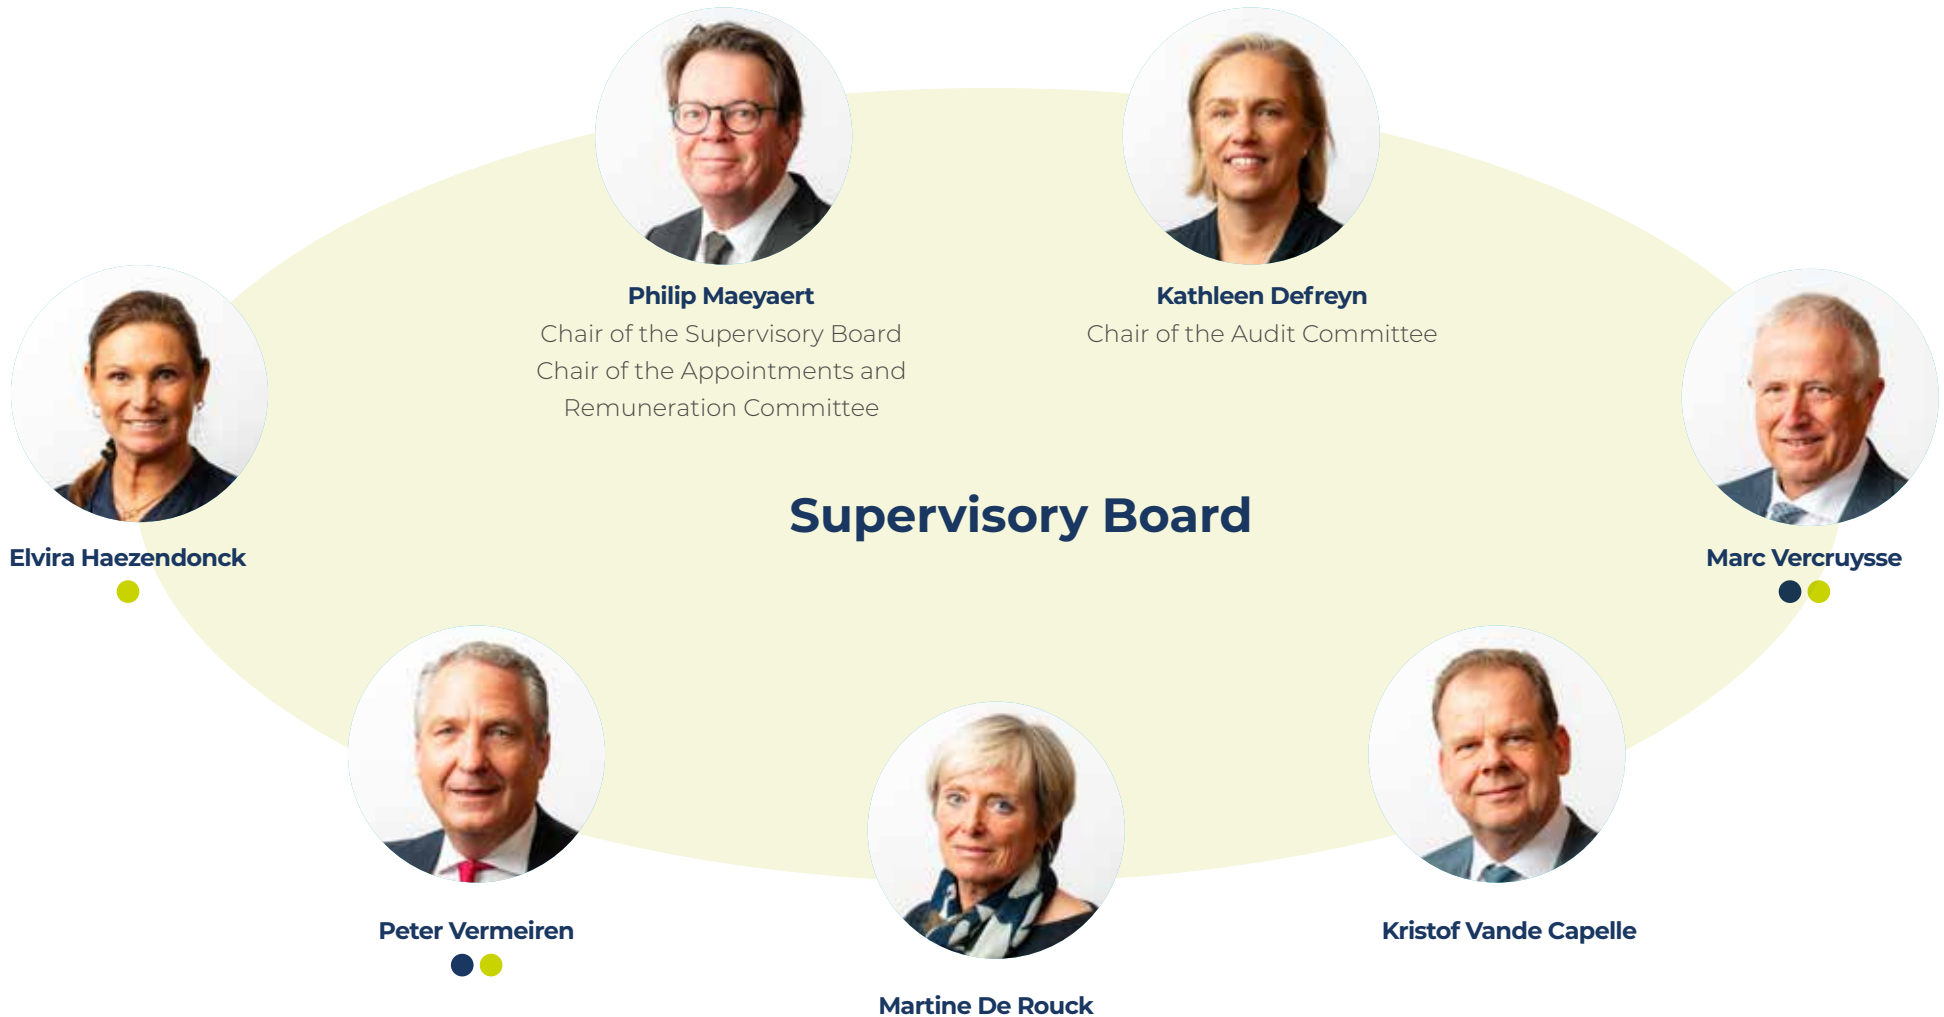 Philip Maeyaert
Chair of the Supervisory Board
Chair of the Appointments and
Remuneration Committee
Kathleen Defreyn
Chair of the Audit Committee
Supervisory Board
Elvira Haezendonck
Marc Vercruysse
Peter Vermeiren
Kristof Vande Capelle
Martine De Rouck